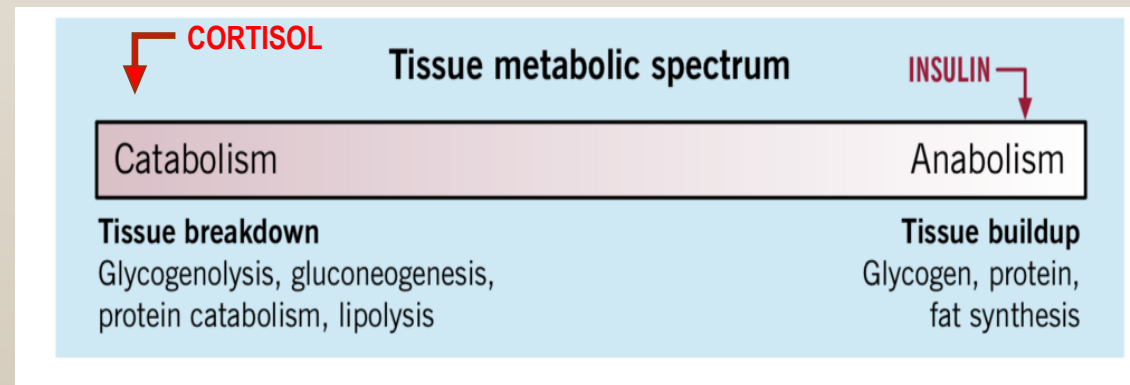 CORTISOL
Tissue metabolic spectrum
INSULIN
Catabolism
Anabolism
Tissue breakdown
Glycogenolysis, gluconeogenesis,
protein catabolism, lipolysis
Tissue buildup
Glycogen, protein,
fat synthesis